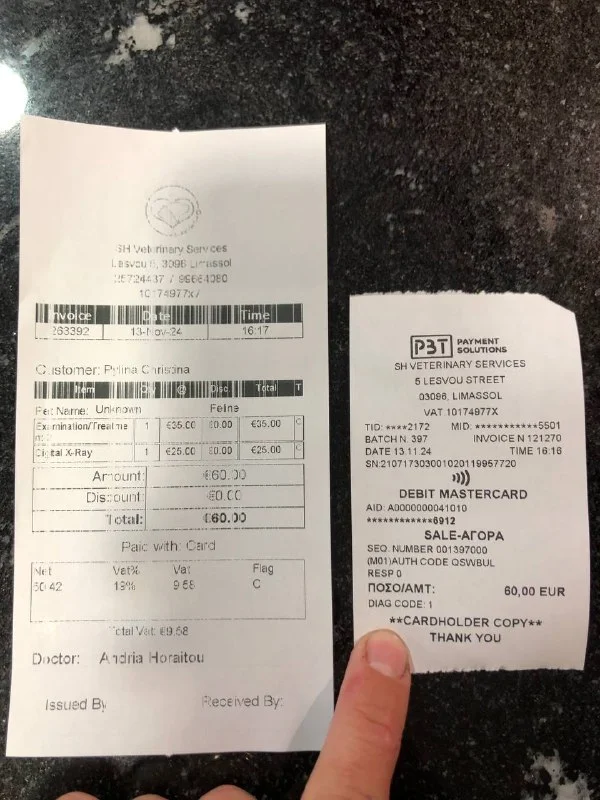 SH Veterinary Services
Lesvou 5, 3096 Limassol
25724437 / 99664380
10174977X
Invoice Date Time
263392 13-Nov-24 16:17
Customer: Pylina Chrisana
Item Qty @ Disc. Total T
Pet Name: Unknown Feline
Examination/Treatme 1 €35.00 €0.00 €35.00 C
nt
Digital X-Ray 1 €25.00 €0.00 €25.00 C
Amount: €60.00
Discount: €0.00
Total: €60.00
Paid with: Card
Net Vat% Vat Flag
50.42 19% 9.58 C
Total Vat: €9.58
Doctor: Andria Horaitou
Issued By: Received By:
PBT PAYMENT
SOLUTIONS
SH VETERINARY SERVICES
5 LESVOU STREET
03096, LIMASSOL
VAT 10174977X
TID: ****2172 MID: ***********5501
BATCH N. 397 INVOICE N 121270
DATE 13.11.24 TIME 16:16
SN:2107173030010201199577​20
DEBIT MASTERCARD
AID: A0000000041010
************6912
SALE-ΑΓΟΡΑ
SEQ. NUMBER 001397000
(M01)AUTH CODE QSWBUL
RESP 0
ΠΟΣΟ/AMT: 60,00 EUR
DIAG CODE: 1
**CARDHOLDER COPY**
THANK YOU